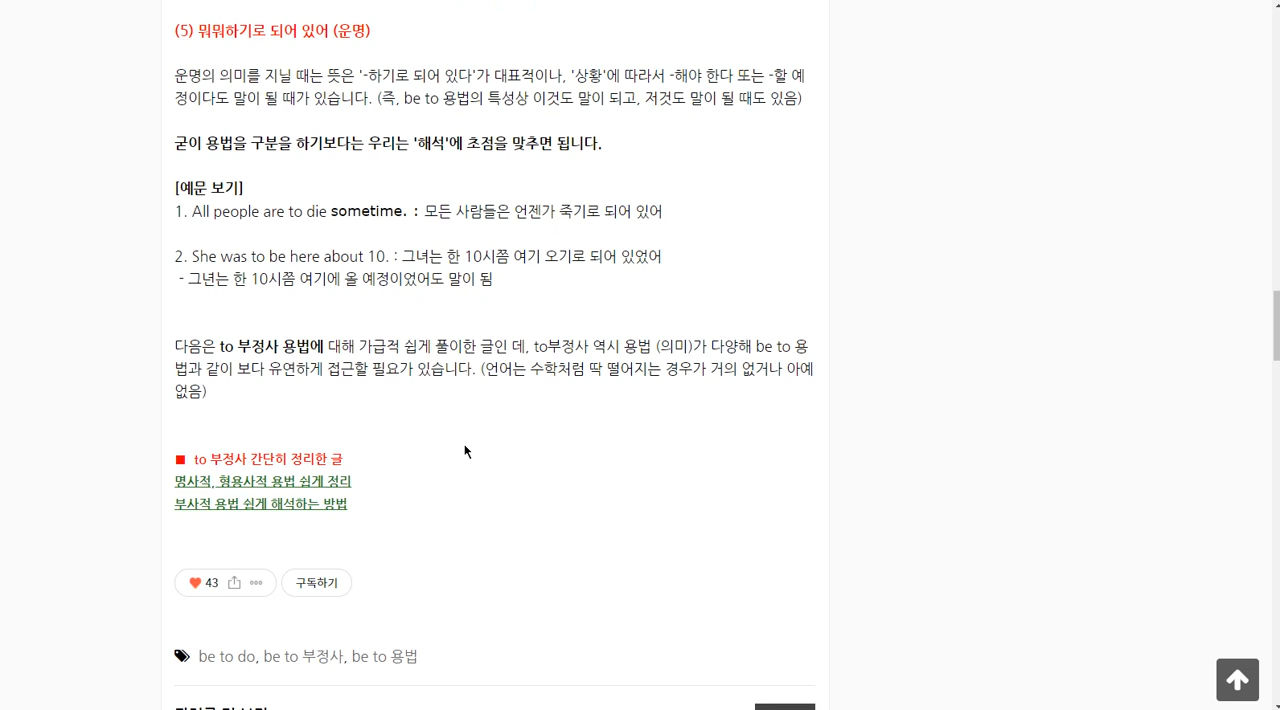 (5) 뭐뭐하기로 되어 있어 (운명)
운명의 의미를 지닐 때는 뜻은 '-하기로 되어 있다'가 대표적이나, '상황'에 따라서 -해야 한다 또는 -할 예
정이다도 말이 될 때가 있습니다. (즉, be to 용법의 특성상 이것도 말이 되고, 저것도 말이 될 때도 있음)
굳이 용법을 구분을 하기보다는 우리는 '해석'에 초점을 맞추면 됩니다.
[예문 보기]
1. All people are to die sometime. : 모든 사람들은 언젠가 죽기로 되어 있어
2. She was to be here about 10. : 그녀는 한 10시쯤 여기 오기로 되어 있었어
- 그년는 한 10시쯤 여기에 올 예정이었어도 말이 됨
다음은 to 부정사 용법에 대해 가급적 쉽게 풀이한 글인 데, to부정사 역시 용법 (의미)가 다양해 be to 용
법과 같이 보다 유연하게 접근할 필요가 있습니다. (언어는 수학처럼 딱 떨어지는 경우가 거의 없거나 아예
없음)
■ to 부정사 간단히 정리한 글
명사적, 형용사적 용법 쉽게 정리
부사적 용법 쉽게 해석하는 방법
43
구독하기
be to do, be to 부정사, be to 용법